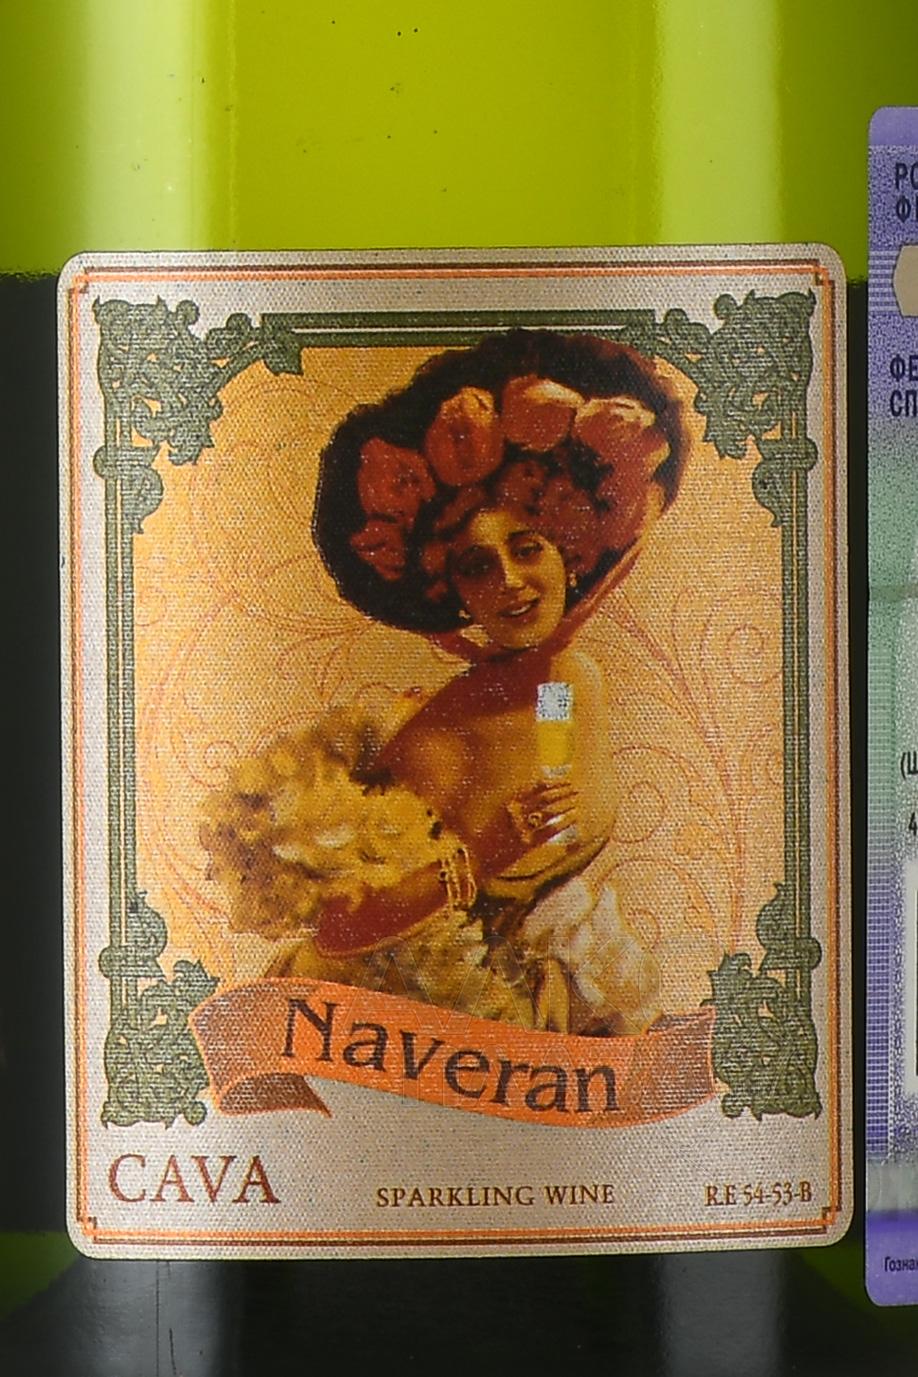 Naveran
CAVA
SPARKLING WINE
R.E 54-53-B